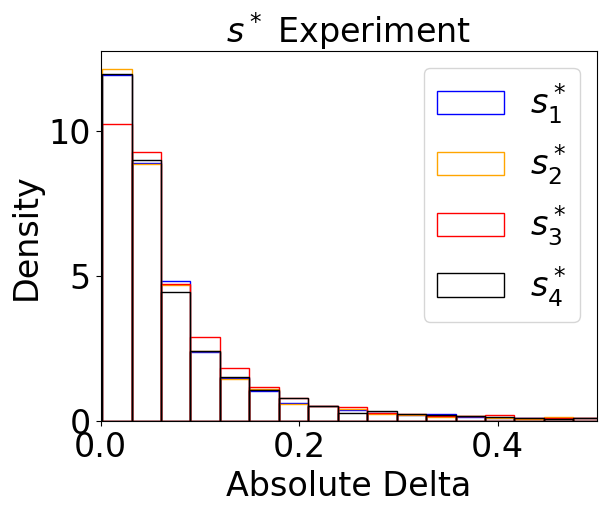 s* Experiment
Density
10
5
0
0.0 0.2 0.4
Absolute Delta
s₁*
s₂*
s₃*
s₄*